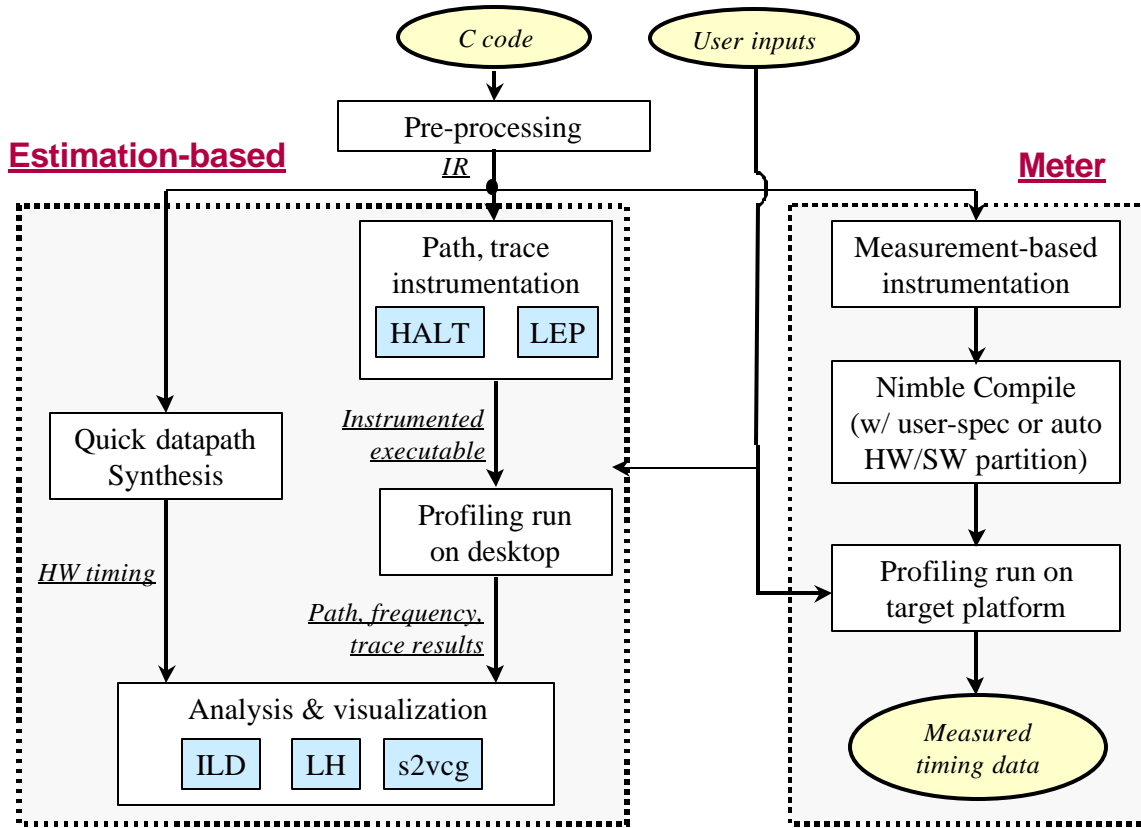 C code
User inputs
Pre-processing
Estimation-based
IR
Meter
Path, trace
instrumentation
HALT
LEP
Measurement-based
instrumentation
Instrumented
executable
Nimble Compile
(w/ user-spec or auto
HW/SW partition)
Quick datapath
Synthesis
Profiling run
on desktop
HW timing
Profiling run on
target platform
Path, frequency,
trace results
Analysis & visualization
ILD
LH
s2vcg
Measured
timing data